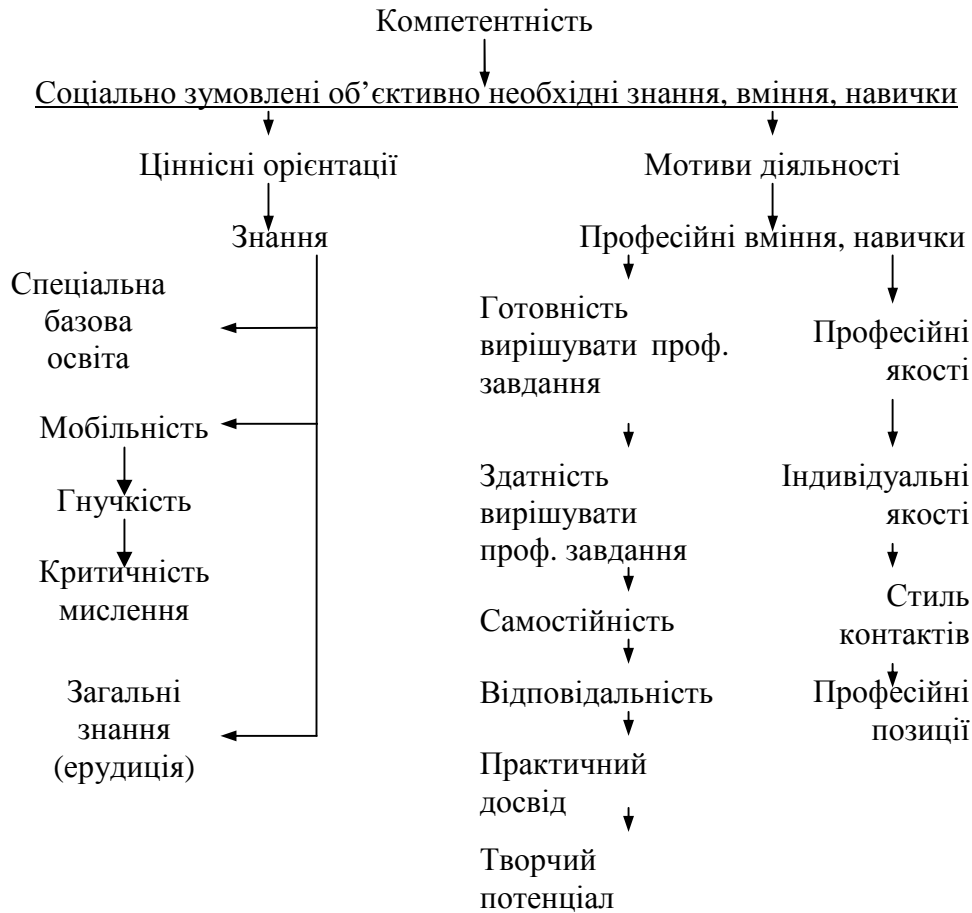 Компетентність
Соціально зумовлені об’єктивно необхідні знання, вміння, навички
Ціннісні орієнтації
Знання
Спеціальна
базова
освіта
Мобільність
Гнучкість
Критичність
мислення
Загальні
знання
(ерудиція)
Мотиви діяльності
Професійні вміння, навички
Готовність
вирішувати проф.
завдання
Здатність
вирішувати
проф. завдання
Самостійність
Відповідальність
Практичний
досвід
Творчий
потенціал
Професійні
якості
Індивідуальні
якості
Стиль
контактів
Професійні
позиції